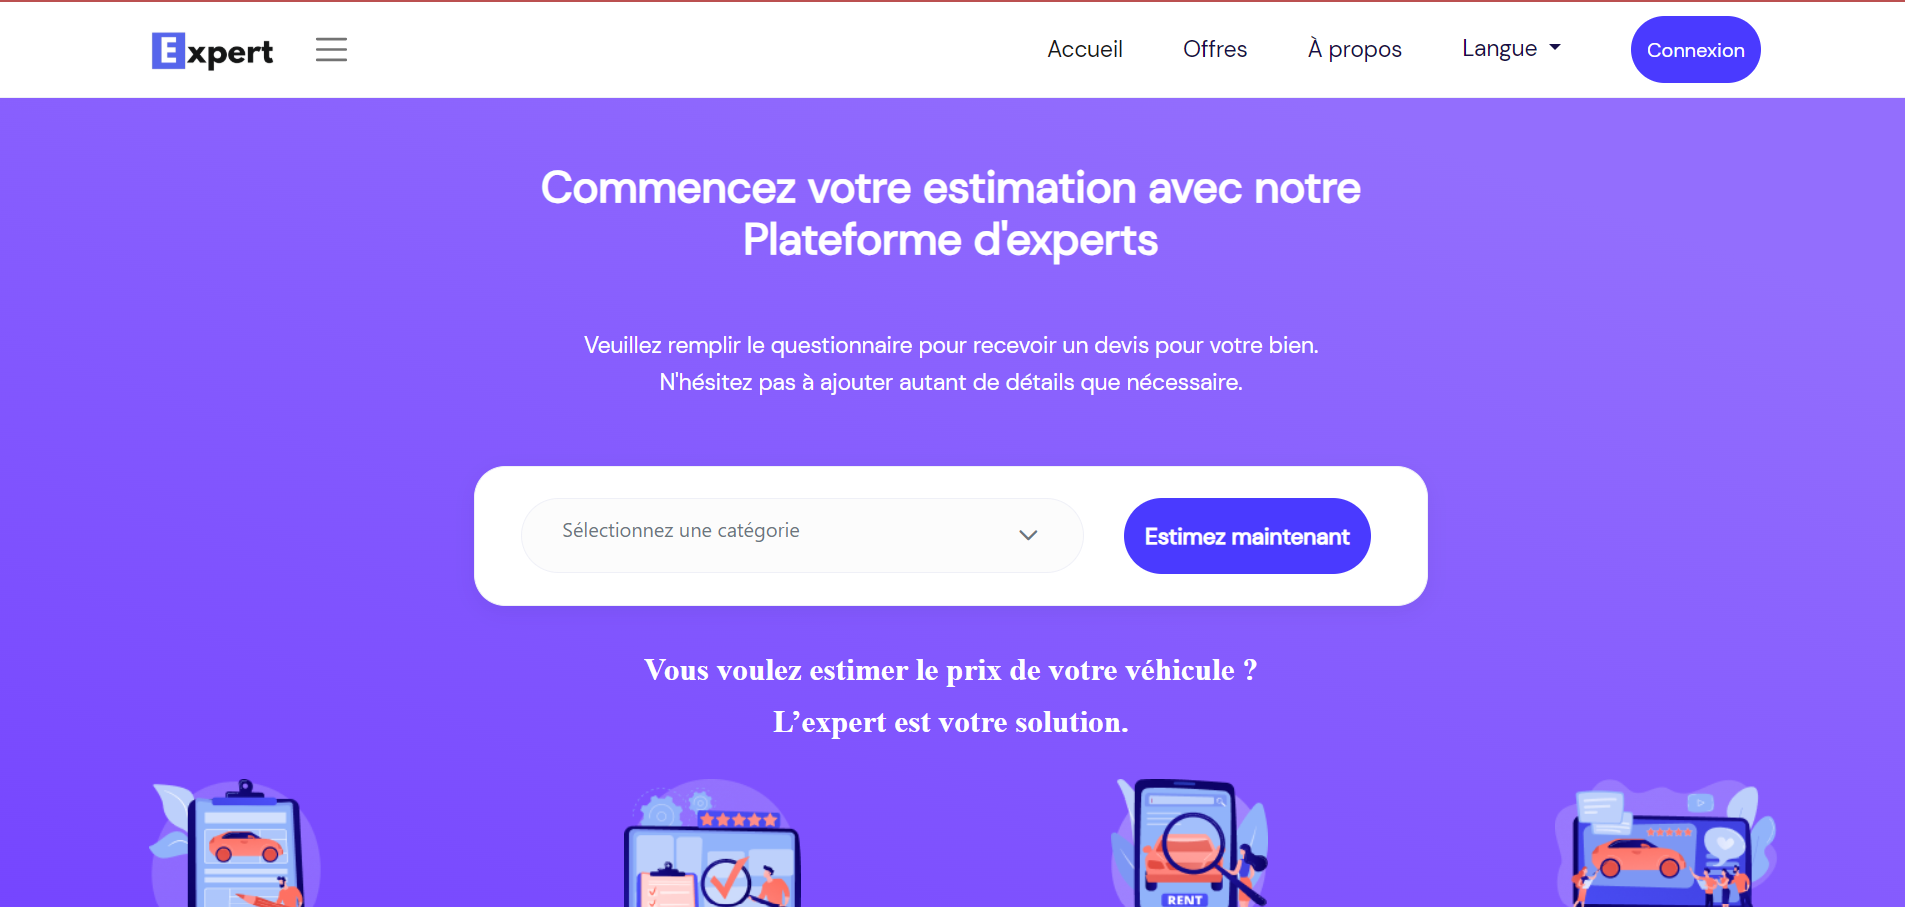 Expert
Accueil
Offres
À propos
Langue
Connexion
Commencez votre estimation avec notre
Plateforme d'experts
Veuillez remplir le questionnaire pour recevoir un devis pour votre bien.
N'hésitez pas à ajouter autant de détails que nécessaire.
Sélectionnez une catégorie
Estimez maintenant
Vous voulez estimer le prix de votre véhicule ?
L’expert est votre solution.
RENT